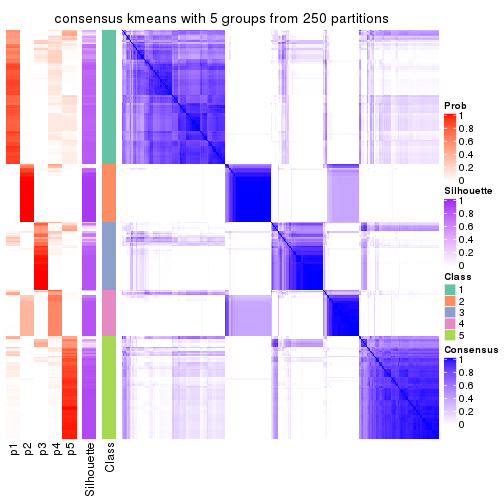 consensus kmeans with 5 groups from 250 partitions
Prob
1
0.8
0.6
0.4
0.2
0
Silhouette
1
0.8
0.6
0.4
0.2
0
Class
1
2
3
4
5
Consensus
1
0.8
0.6
0.4
0.2
0
p1
p2
p3
p4
p5
Silhouette
Class